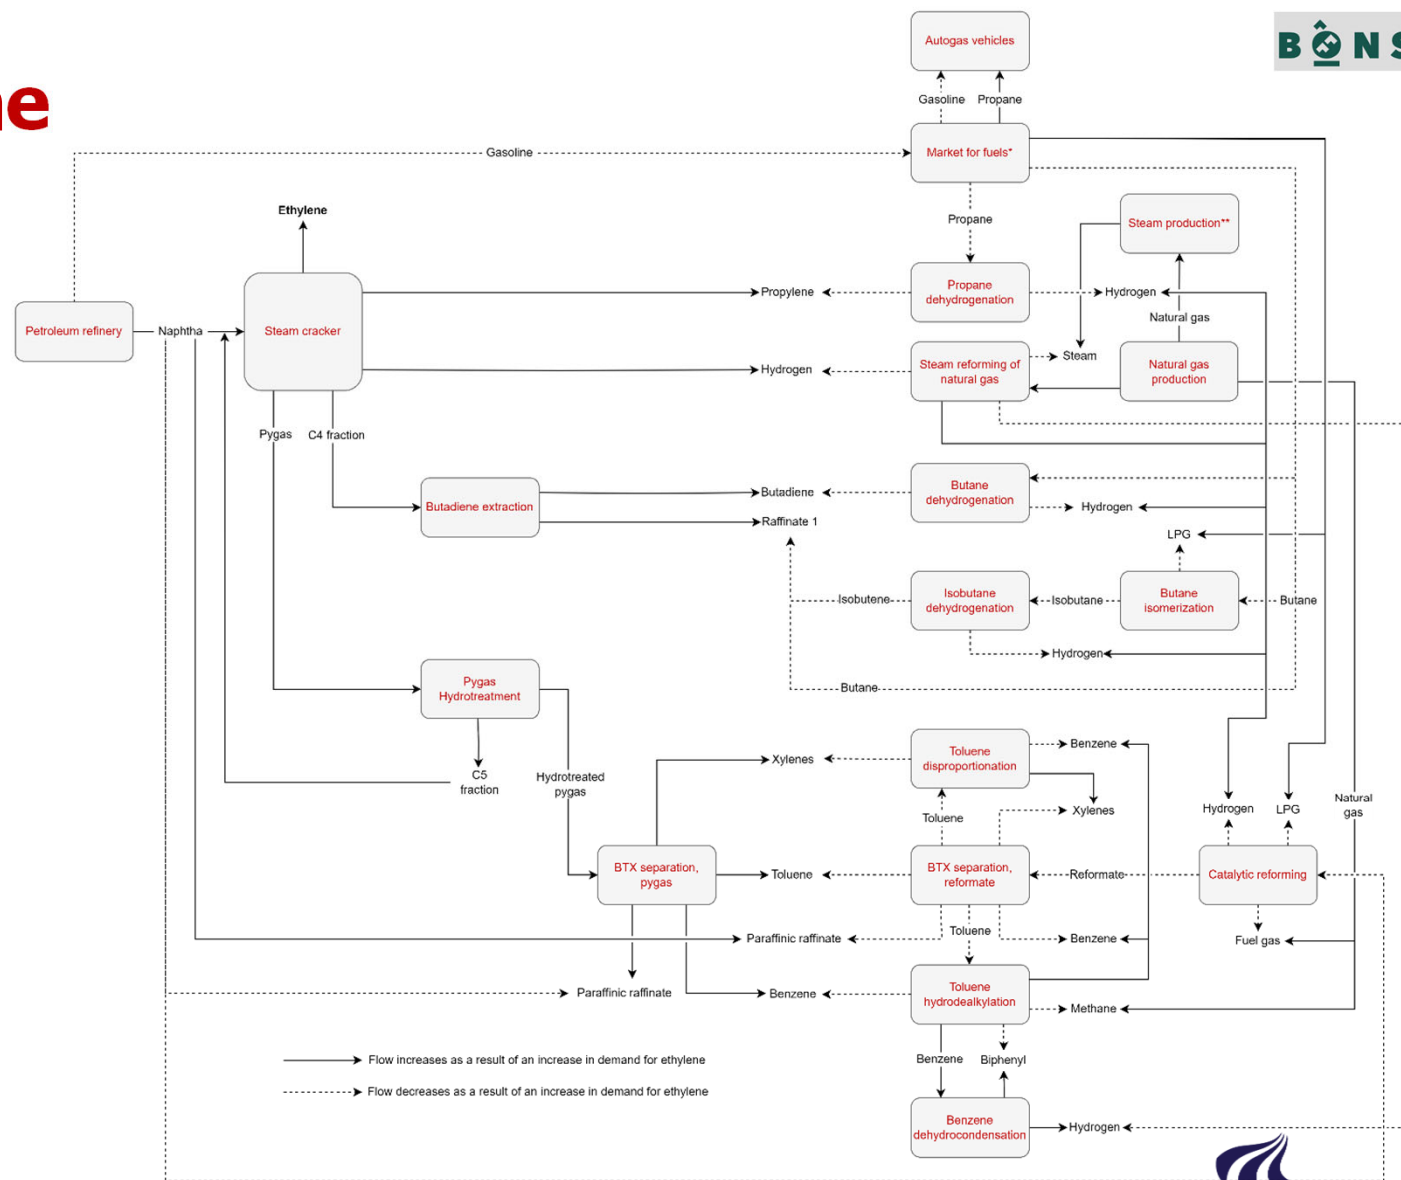 ne
BÔNS
Autogas vehicles
Gasoline
Propane
Market for fuels*
Gasoline
Propane
Steam production**
Ethylene
Propane
dehydrogenation
Propylene
Hydrogen
Natural gas
Petroleum refinery
Naphtha
Steam cracker
Steam
Steam reforming of
natural gas
Natural gas
production
Hydrogen
Pygas
C4 fraction
Butadiene extraction
Butadiene
Raffinate 1
Butane
dehydrogenation
Hydrogen
LPG
Isobutene
Isobutane
dehydrogenation
Isobutane
Butane
isomerization
Butane
Hydrogen
Butane
Pygas
Hydrotreatment
C5
fraction
Hydrotreated
pygas
Xylenes
Toluene
disproportionation
Benzene
Xylenes
Toluene
Hydrogen
LPG
Natural
gas
BTX separation,
pygas
Toluene
BTX separation,
reformate
Reformate
Catalytic reforming
Toluene
Paraffinic raffinate
Benzene
Fuel gas
Paraffinic raffinate
Benzene
Toluene
hydrodealkylation
Methane
Benzene
Biphenyl
Flow increases as a result of an increase in demand for ethylene
Flow decreases as a result of an increase in demand for ethylene
Benzene
dehydrocondensation
Hydrogen